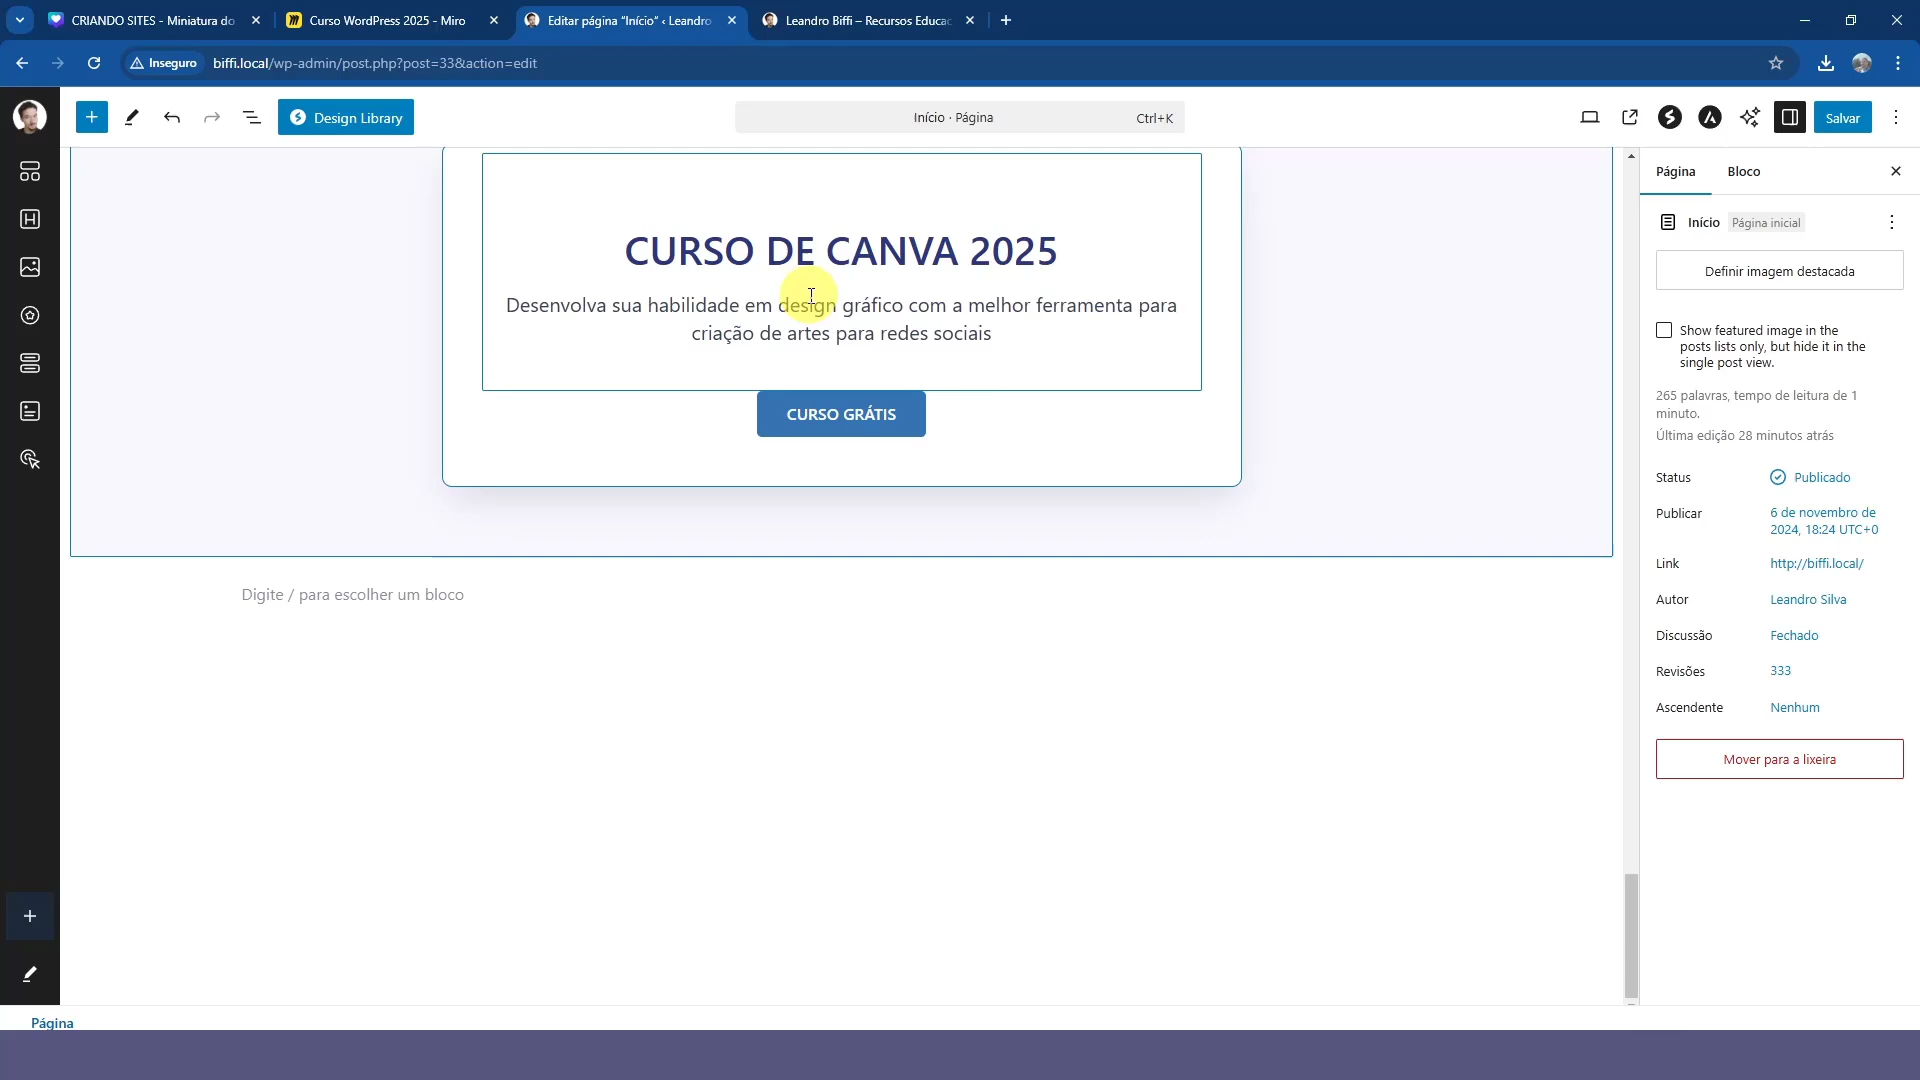 CRIANDO SITES - Miniatura do
Curso WordPress 2025 - Miro
Editar página “Início” ‹ Leandro
Leandro Biffi – Recursos Educac
Inseguro
biffi.local/wp-admin/post.php?post=33&action=edit
Design Library
Início · Página
Ctrl+K
Salvar
CURSO DE CANVA 2025
Desenvolva sua habilidade em design gráfico com a melhor ferramenta para
criação de artes para redes sociais
CURSO GRÁTIS
Digite / para escolher um bloco
Página
Bloco
Início
Página inicial
Definir imagem destacada
Show featured image in the
posts lists only, but hide it in the
single post view.
265 palavras, tempo de leitura de 1
minuto.
Última edição 28 minutos atrás
Status
Publicado
Publicar
6 de novembro de
2024, 18:24 UTC+0
Link
http://biffi.local/
Autor
Leandro Silva
Discussão
Fechado
Revisões
333
Ascendente
Nenhum
Mover para a lixeira
Página